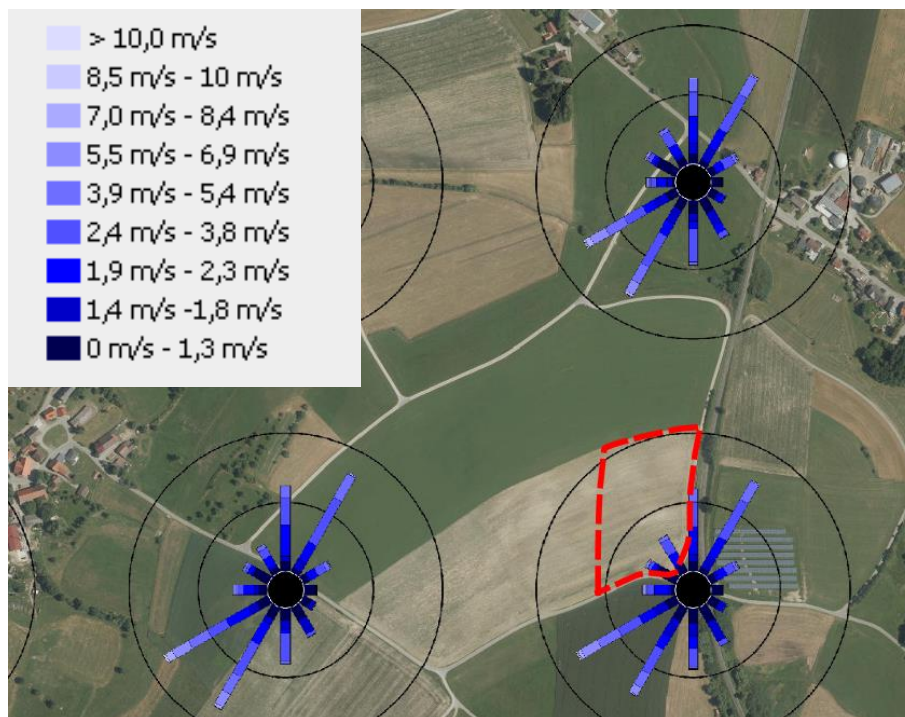 > 10,0 m/s
8,5 m/s - 10 m/s
7,0 m/s - 8,4 m/s
5,5 m/s - 6,9 m/s
3,9 m/s - 5,4 m/s
2,4 m/s - 3,8 m/s
1,9 m/s - 2,3 m/s
1,4 m/s -1,8 m/s
0 m/s - 1,3 m/s